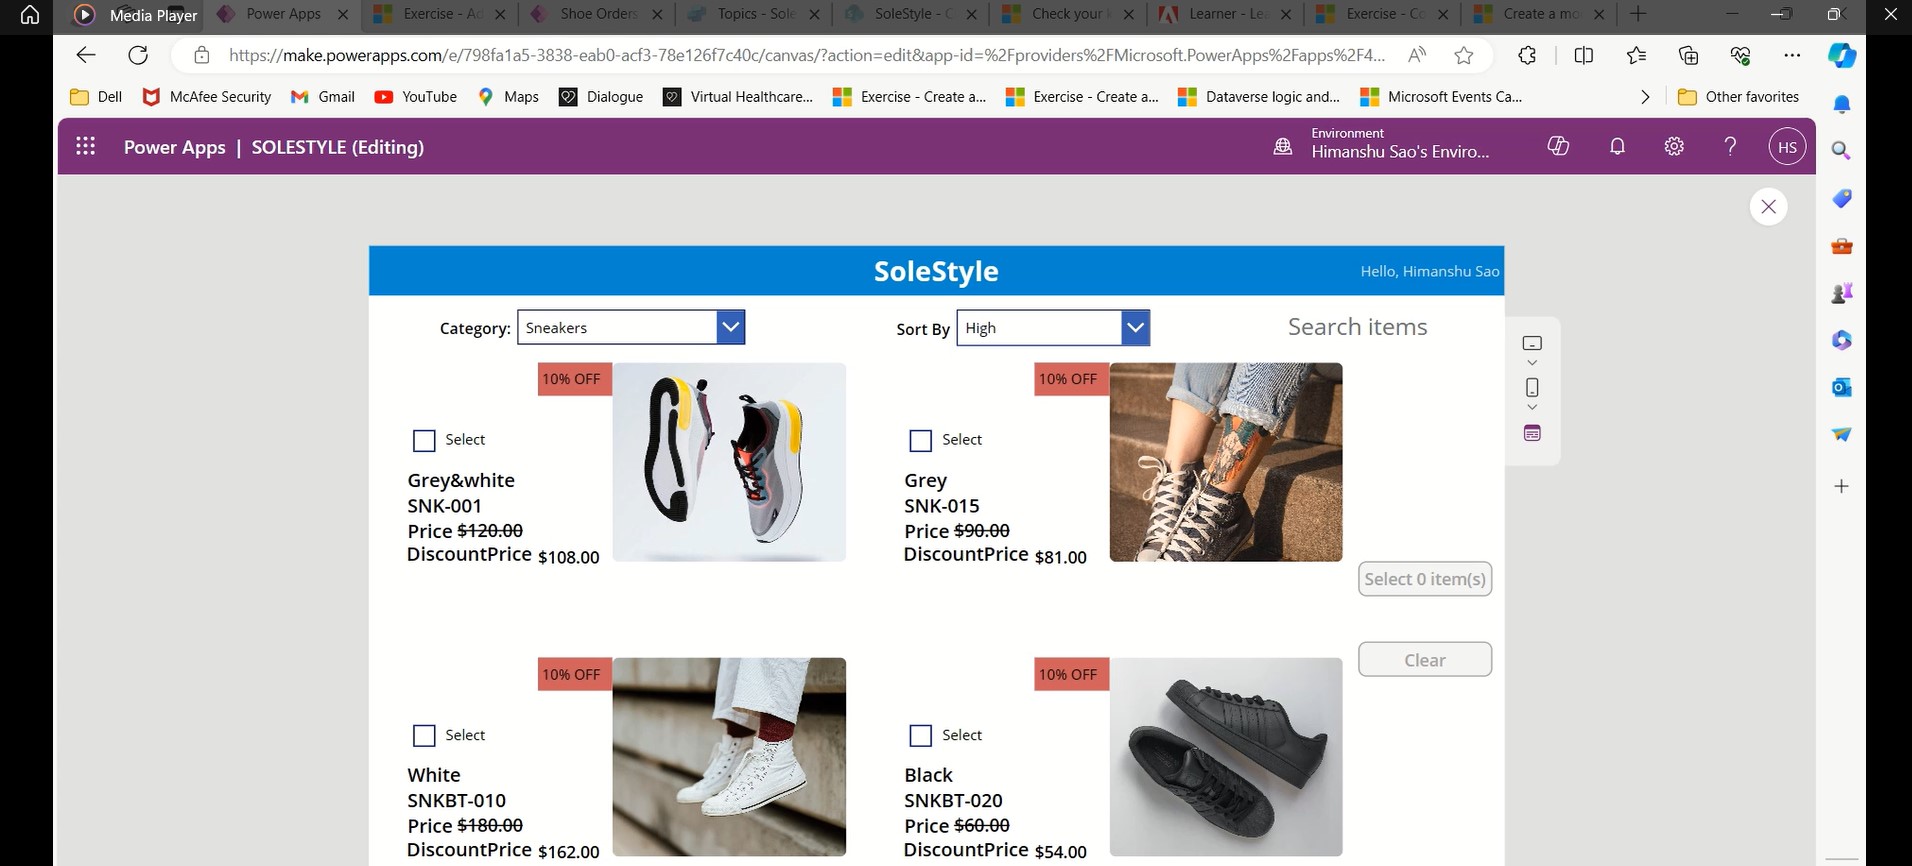 Media Player
Power Apps
Exercise - Ad
Shoe Orders
Topics - Sole
SoleStyle - C
Check your k
Learner - Lea
Exercise - Co
Create a mo
https://make.powerapps.com/e/798fa1a5-3838-eab0-acf3-78e126f7c40c/canvas/?action=edit&app-id=%2Fproviders%2FMicrosoft.PowerApps%2Fapps%2F4...
Dell
McAfee Security
Gmail
YouTube
Maps
Dialogue
Virtual Healthcare...
Exercise - Create a...
Exercise - Create a...
Dataverse logic and...
Microsoft Events Ca...
Other favorites
Power Apps | SOLESTYLE (Editing)
Environment
Himanshu Sao's Enviro...
HS
SoleStyle
Hello, Himanshu Sao
Category: Sneakers
Sort By High
Search items
10% OFF
Select
Grey&white
SNK-001
Price $120.00
DiscountPrice $108.00
10% OFF
Select
Grey
SNK-015
Price $90.00
DiscountPrice $81.00
Select 0 item(s)
Clear
10% OFF
Select
White
SNKBT-010
Price $180.00
DiscountPrice $162.00
10% OFF
Select
Black
SNKBT-020
Price $60.00
DiscountPrice $54.00